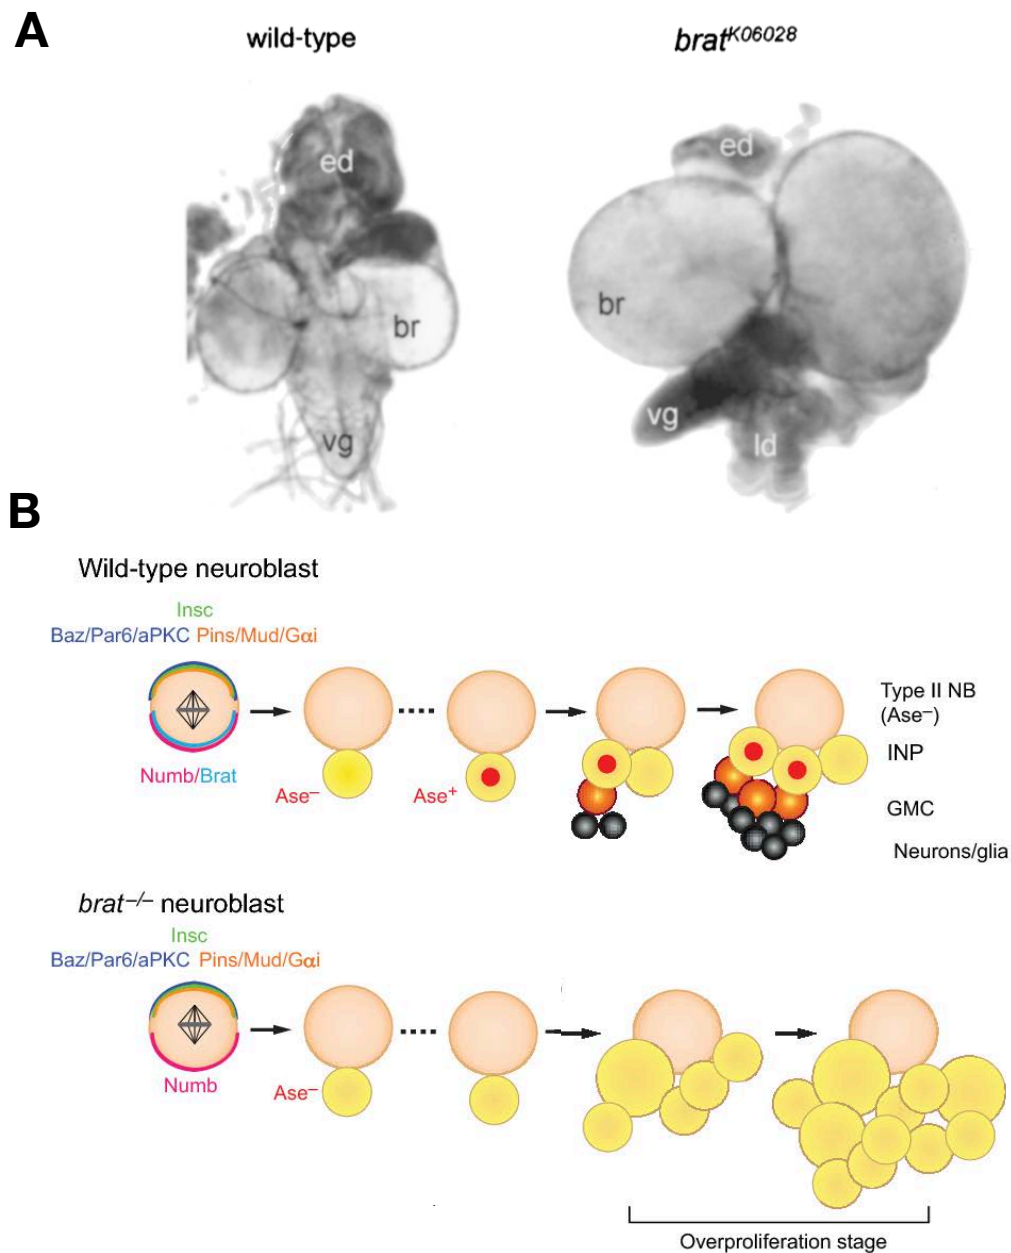 A
wild-type
brat^K06028
ed
ed
br
br
vg
vg
ld
B
Wild-type neuroblast
Insc
Baz/Par6/aPKC Pins/Mud/Gαi
Numb/Brat
Ase–
Ase+
Type II NB
(Ase–)
INP
GMC
Neurons/glia
brat–/– neuroblast
Insc
Baz/Par6/aPKC Pins/Mud/Gαi
Numb
Ase–
Overproliferation stage